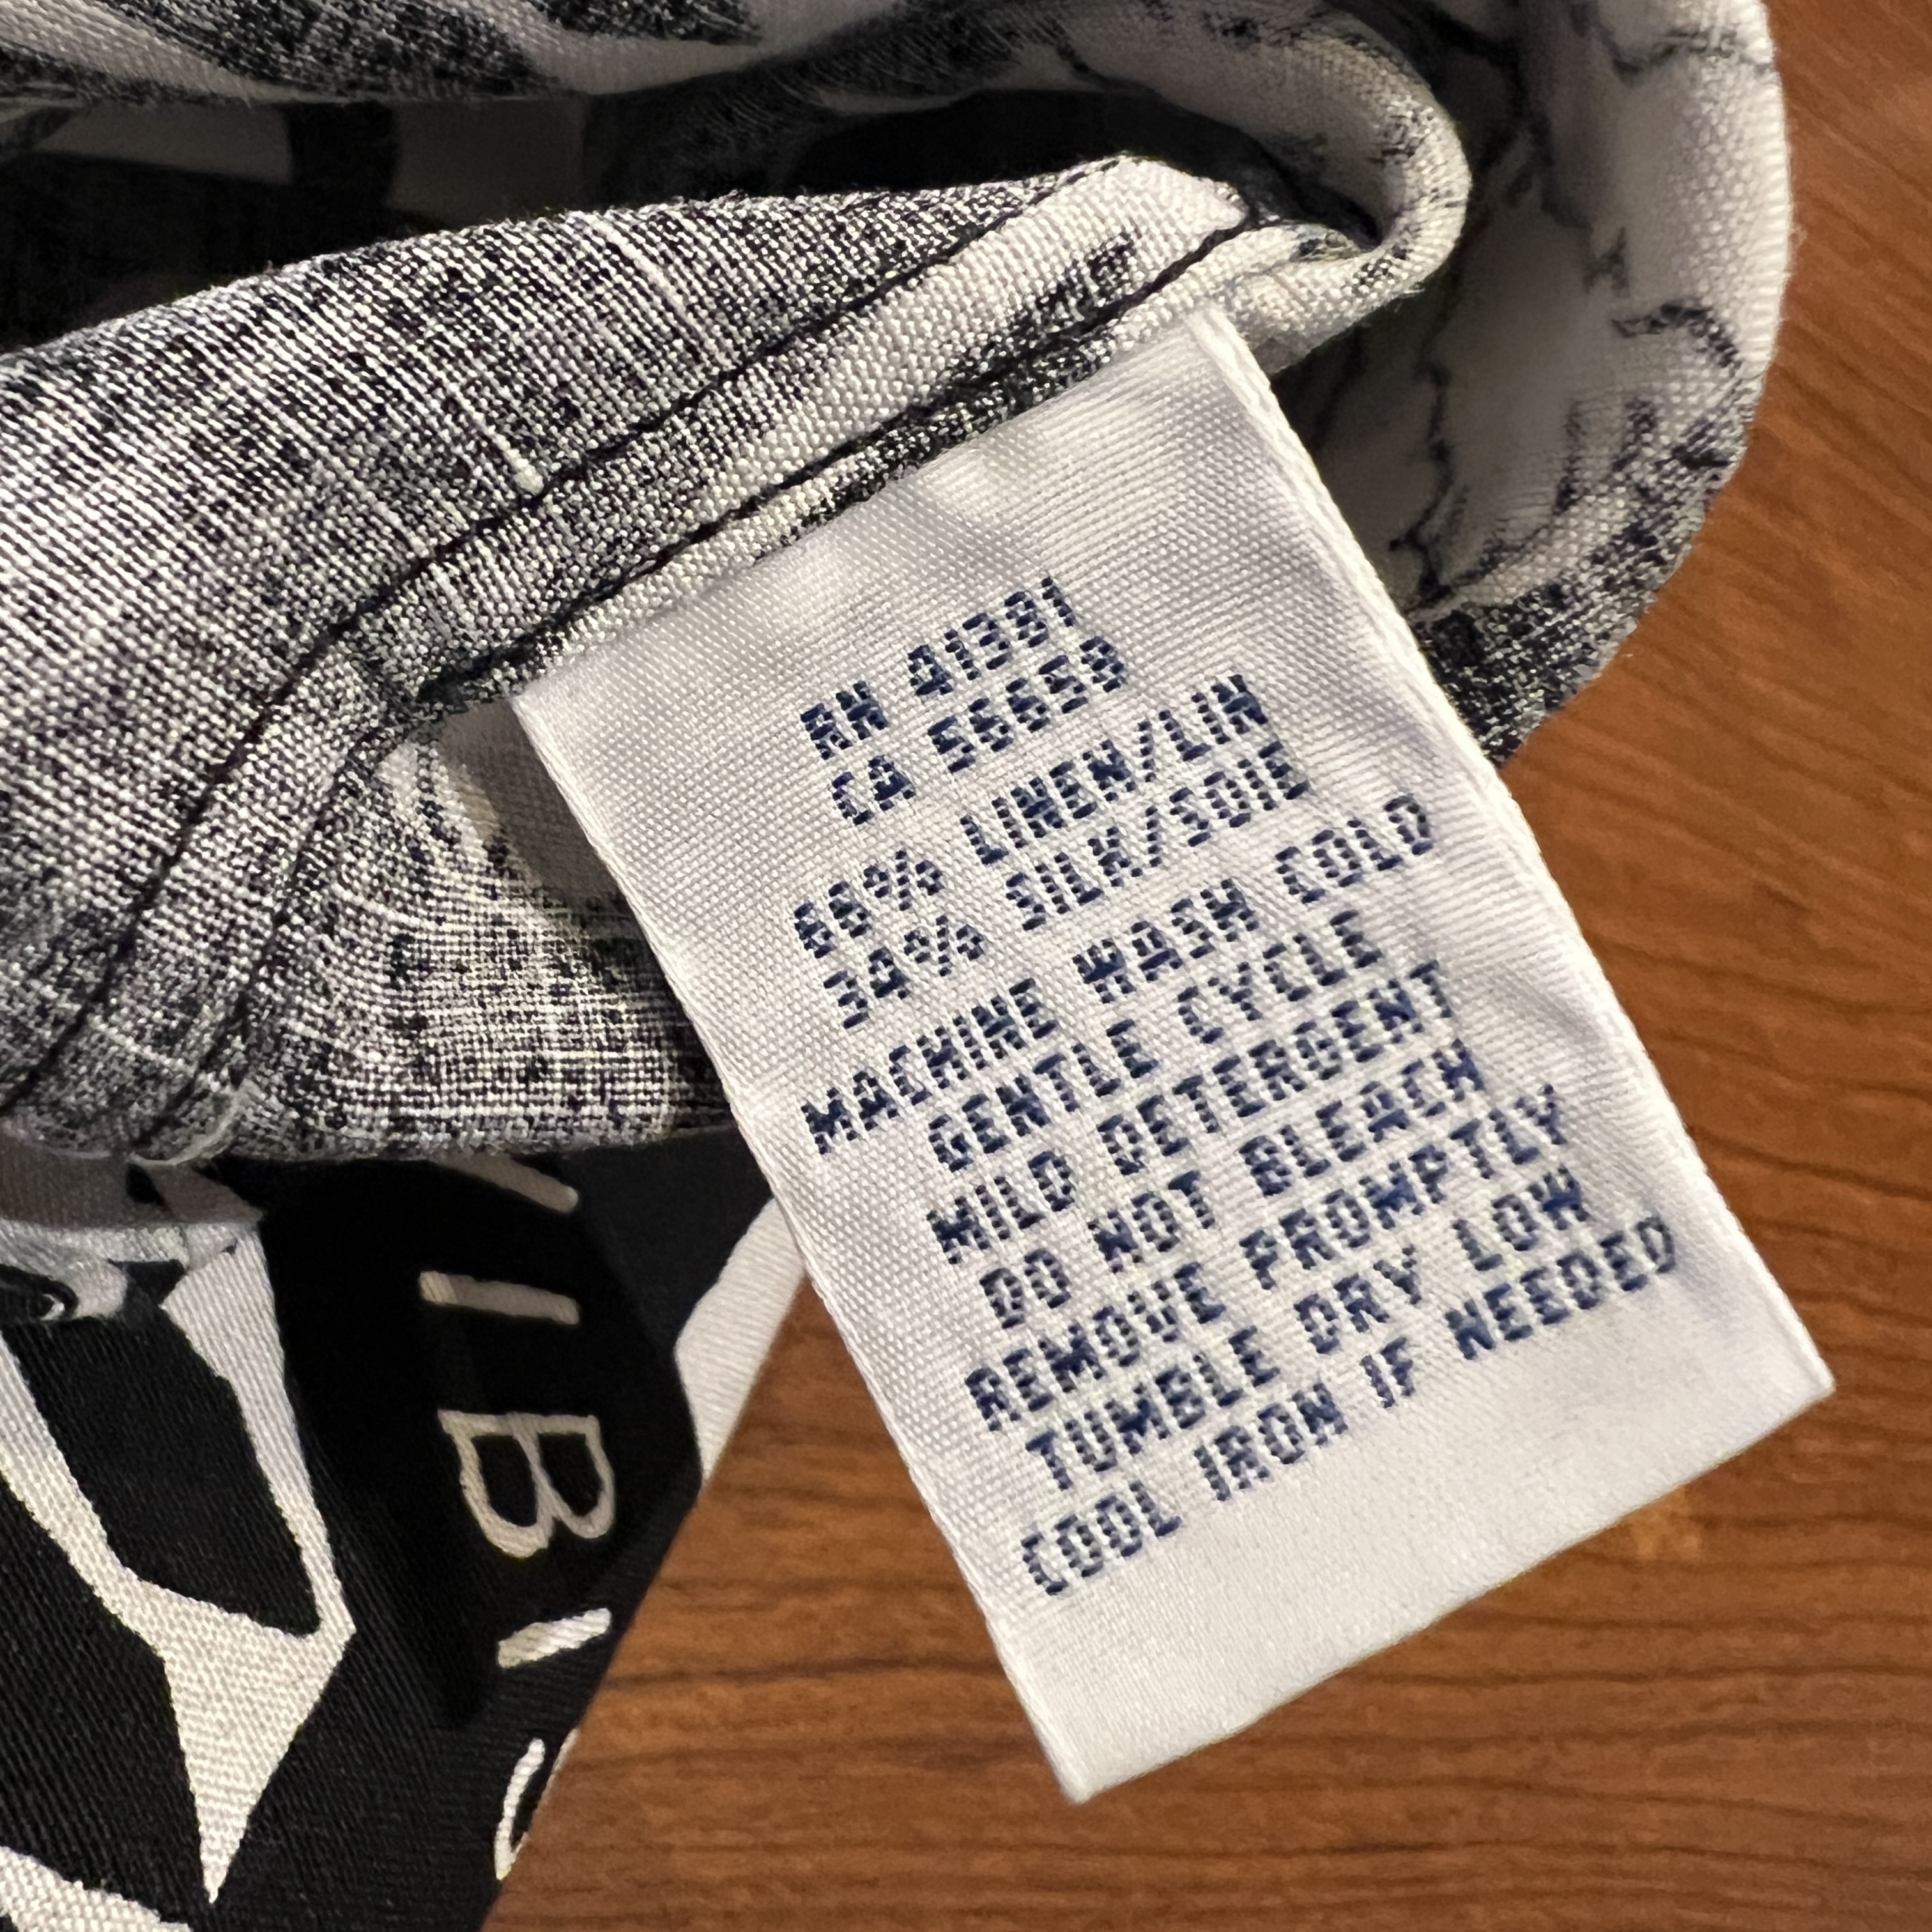 RN 41381
CA 56658
66% LINEN/LIN
34% SILK/SOIE
MACHINE WASH COLD
GENTLE CYCLE
MILD DETERGENT
DO NOT BLEACH
REMOVE PROMPTLY
TUMBLE DRY LOW
COOL IRON IF NEEDED